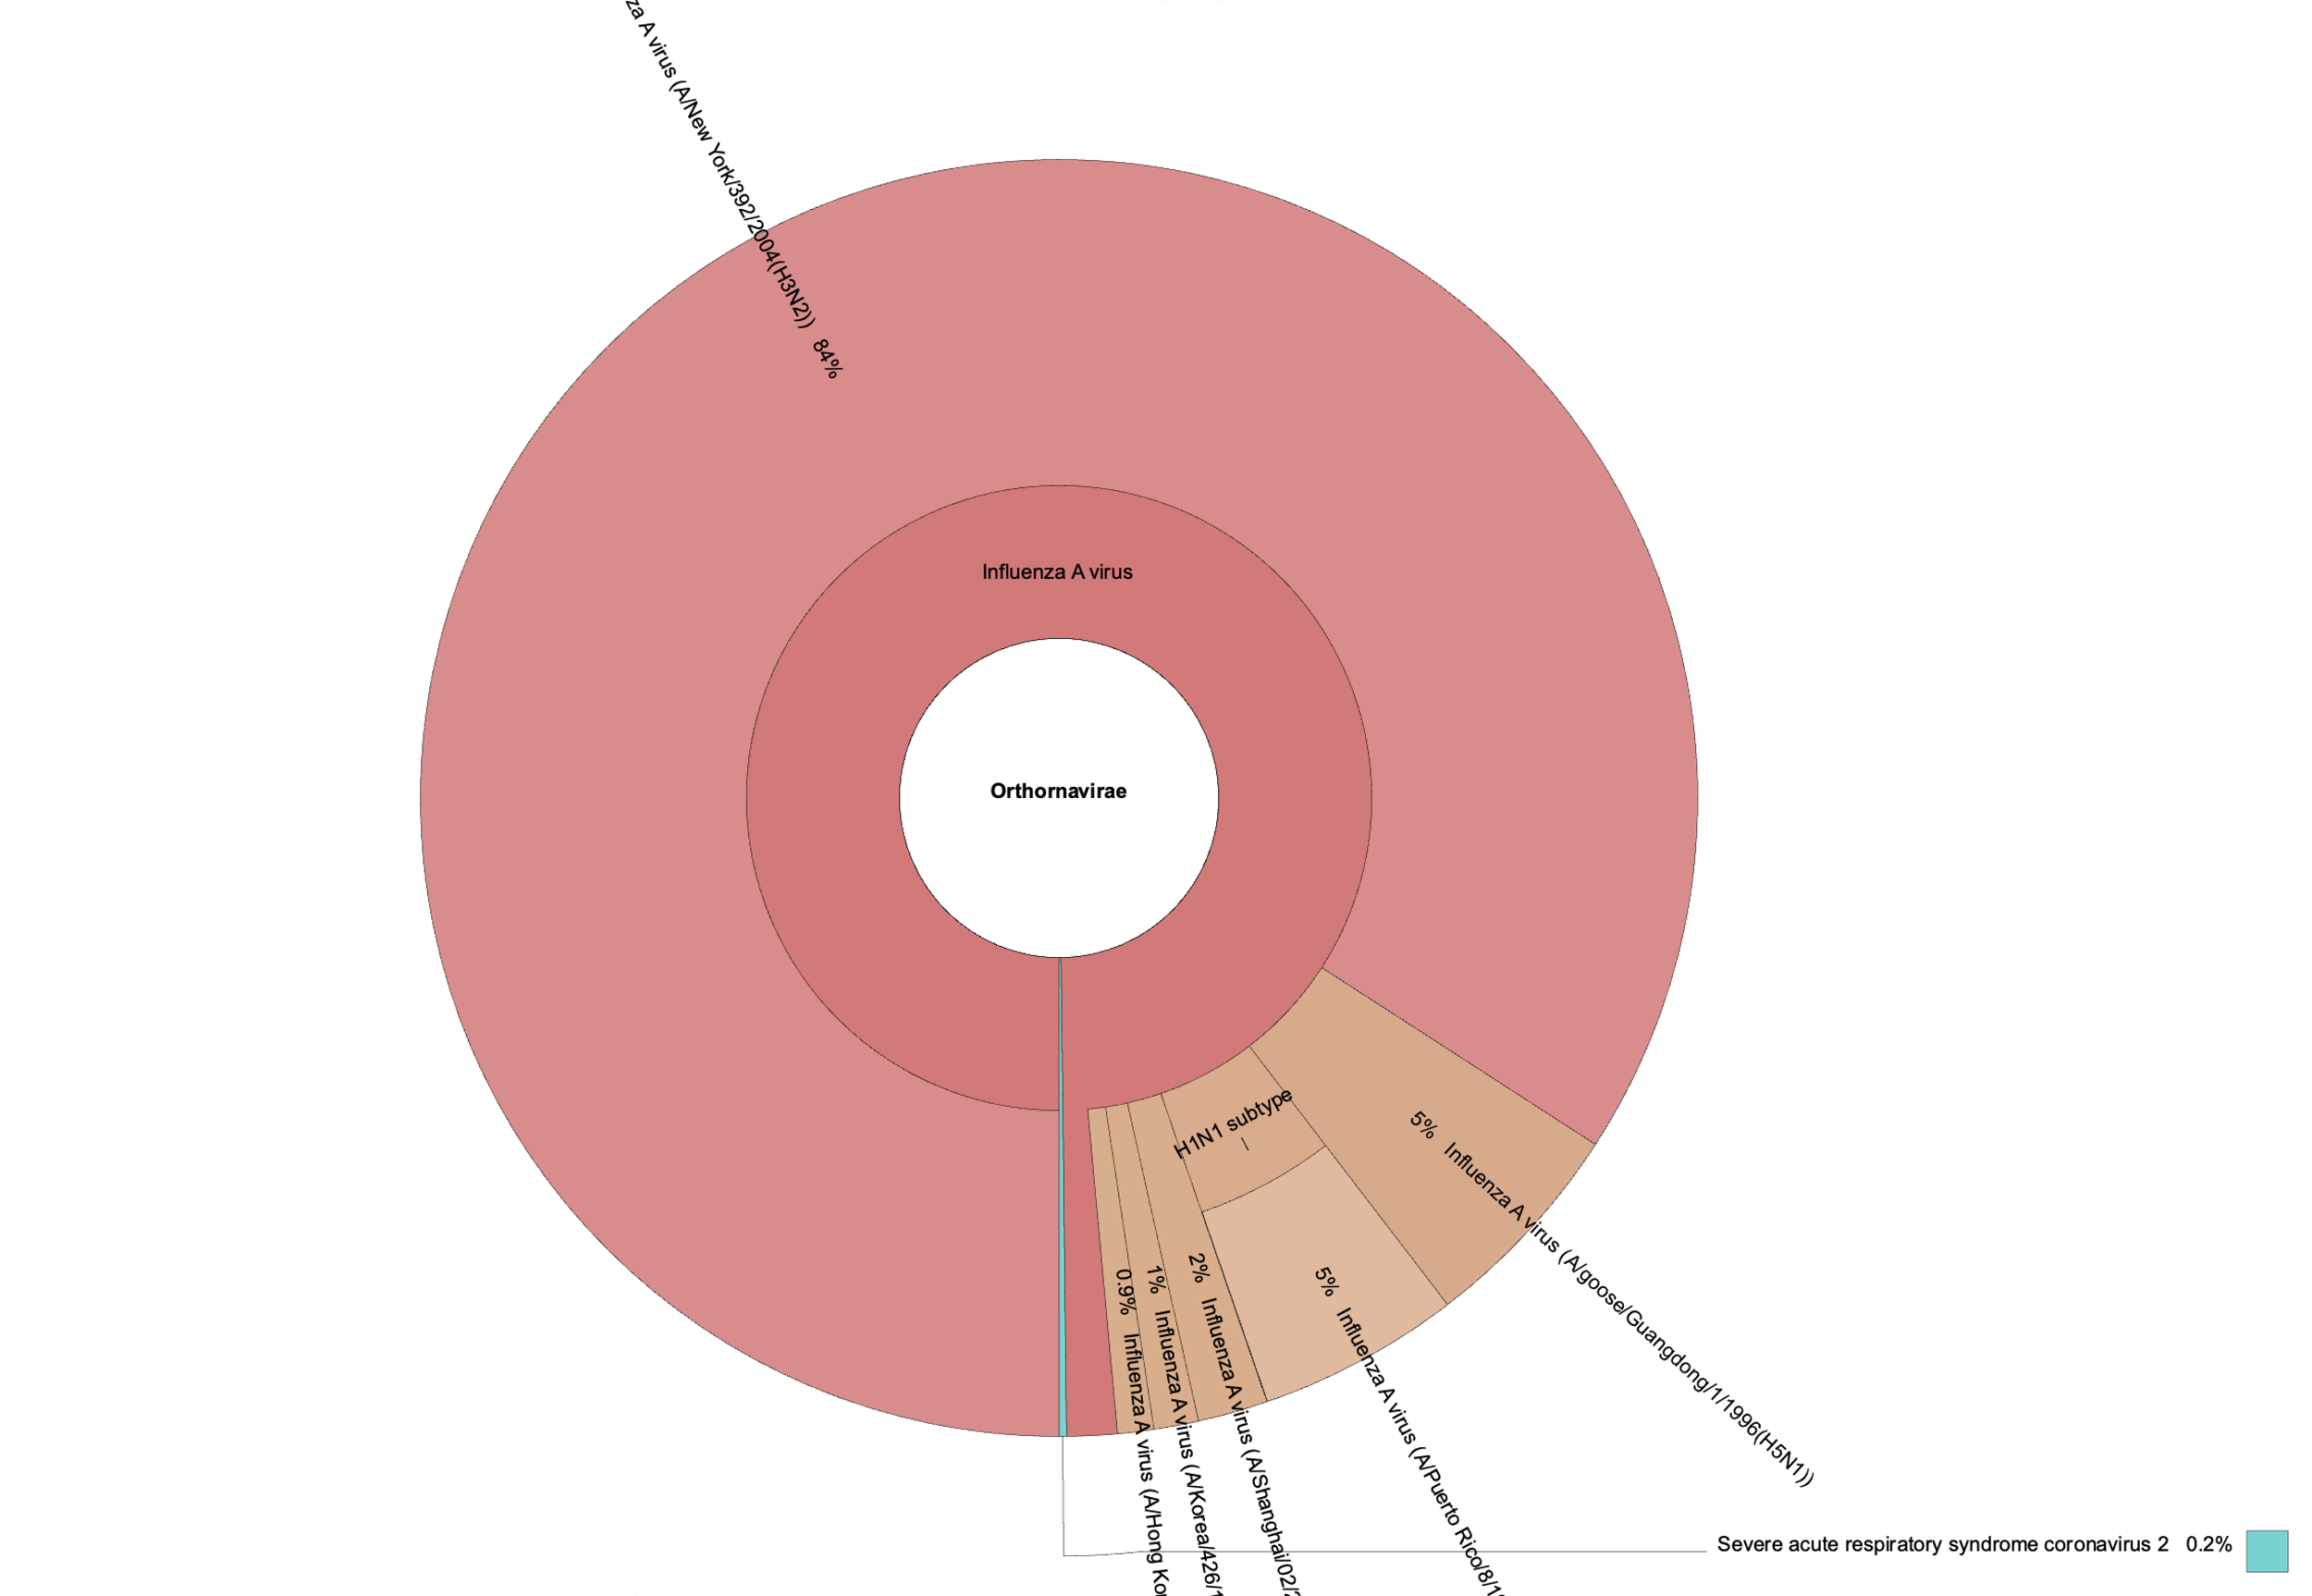 za A virus (A/New York/392/2004(H3N2)) 84%
Influenza A virus
Orthornavirae
H1N1 subtype
5% Influenza A virus (A/goose/Guangdong/1/1996(H5N1))
5% Influenza A virus (A/Puerto Rico/8/1
2% Influenza A virus (A/Shanghai/02/
1% Influenza A virus (A/Korea/426/1
0.9% Influenza A virus (A/Hong Ko
Severe acute respiratory syndrome coronavirus 2 0.2%